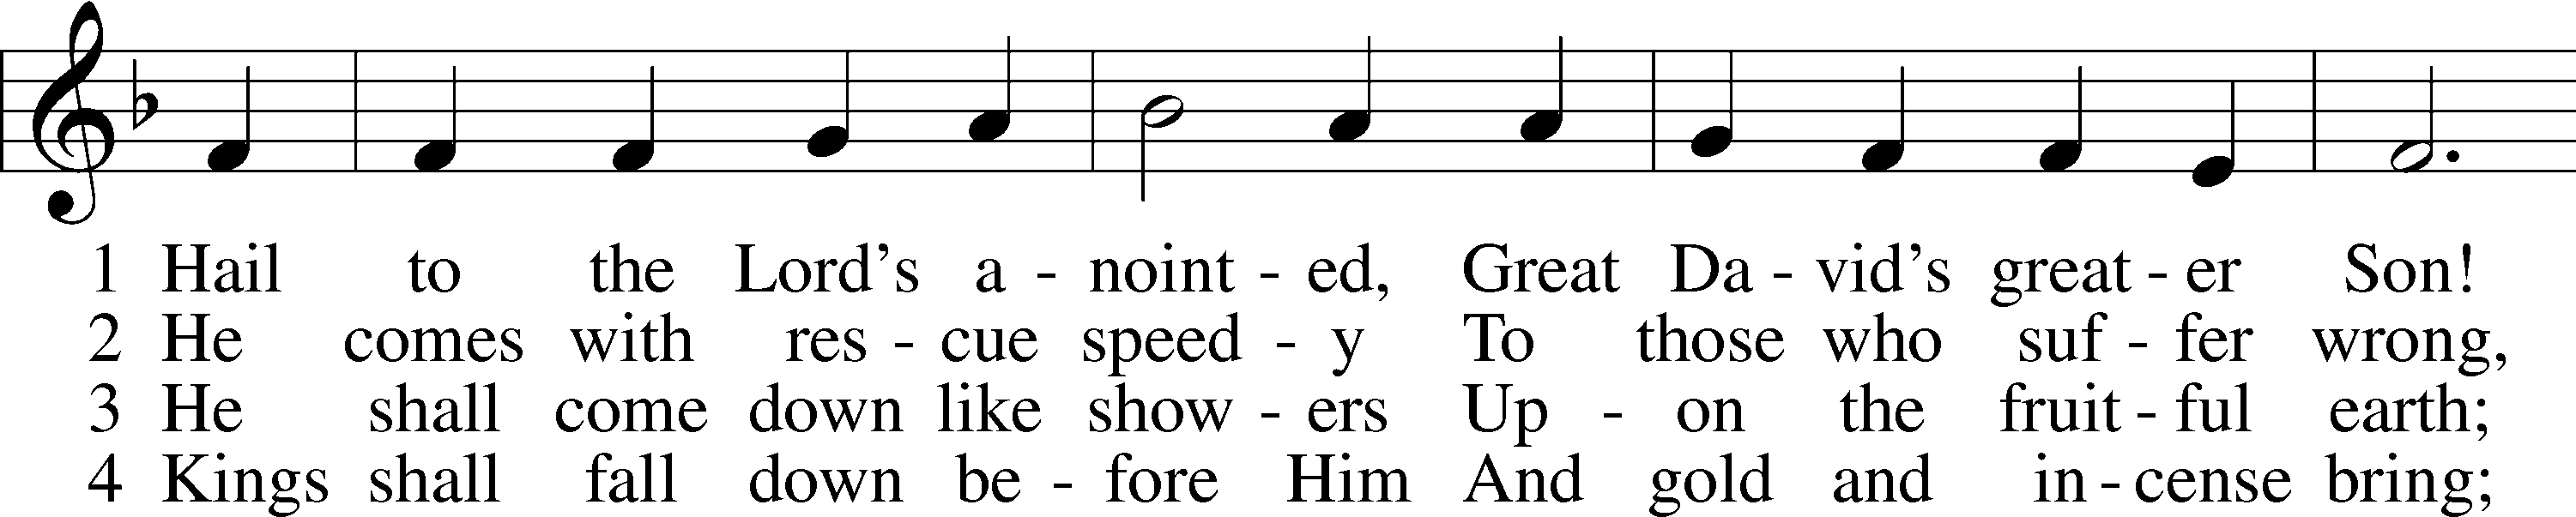 1 Hail to the Lord's a - noint - ed, Great Da - vid's great - er Son!
2 He comes with res - cue speed - y To those who suf - fer wrong,
3 He shall come down like show - ers Up - on the fruit - ful earth;
4 Kings shall fall down be - fore Him And gold and in - cense bring;